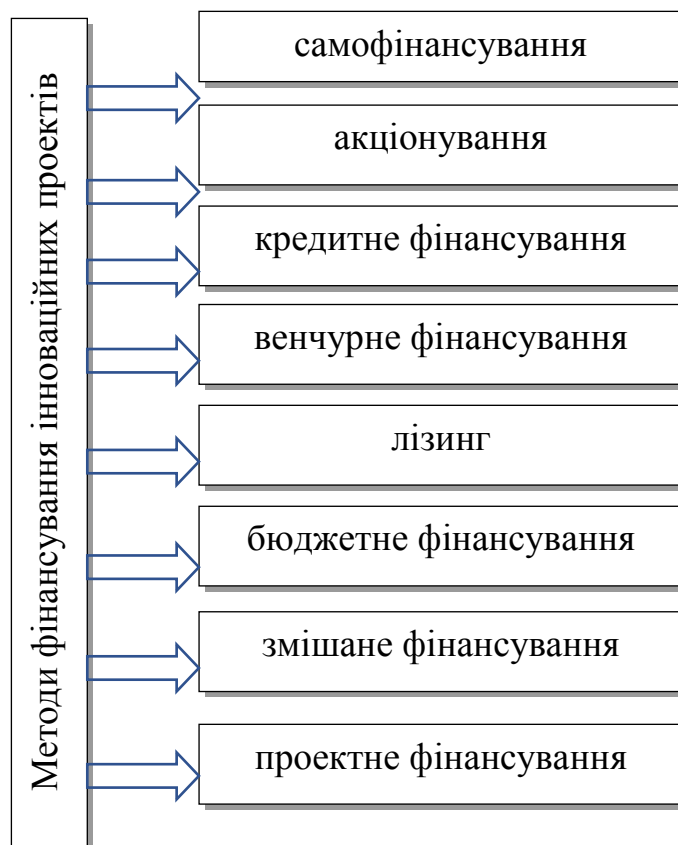 Методи фінансування інноваційних проектів
самофінансування
акціонування
кредитне фінансування
венчурне фінансування
лізинг
бюджетне фінансування
змішане фінансування
проектне фінансування